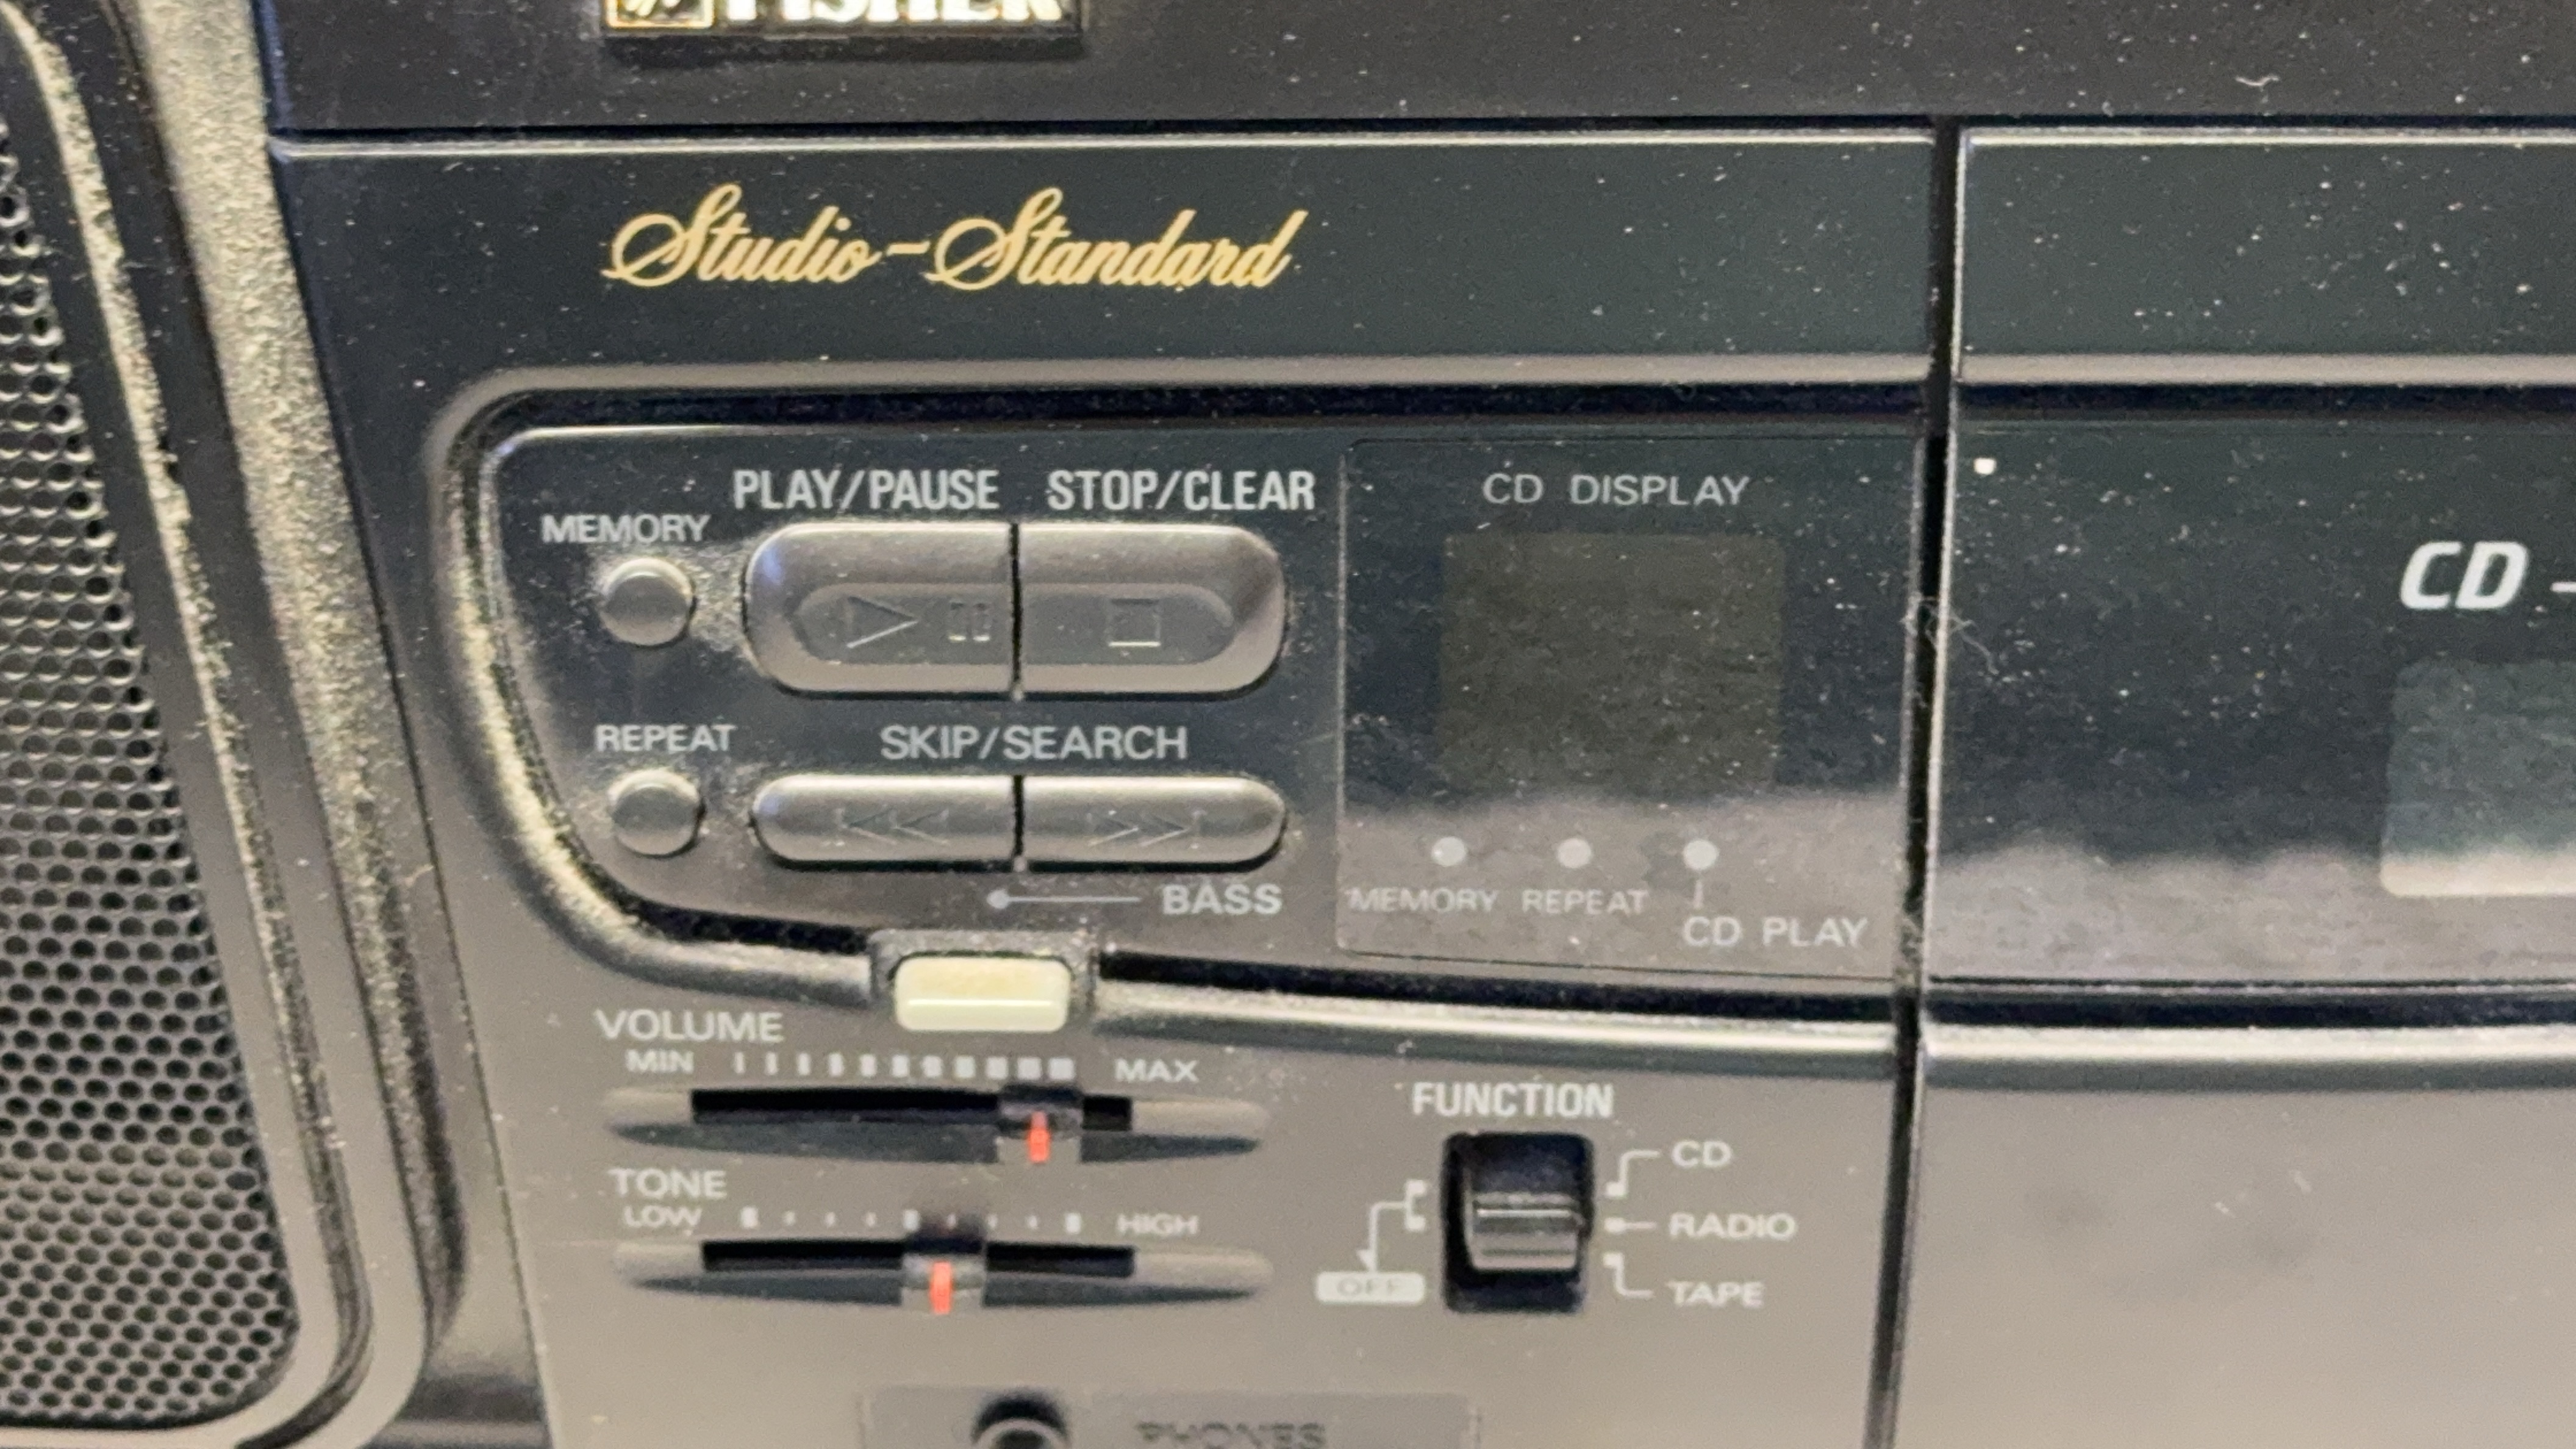 FISHER
Studio-Standard
PLAY/PAUSE STOP/CLEAR
MEMORY
CD DISPLAY
CD
REPEAT
SKIP/SEARCH
BASS
MEMORY REPEAT
CD PLAY
VOLUME
MIN MAX
FUNCTION
CD
TONE
LOW HIGH
RADIO
OFF
TAPE
PHONES